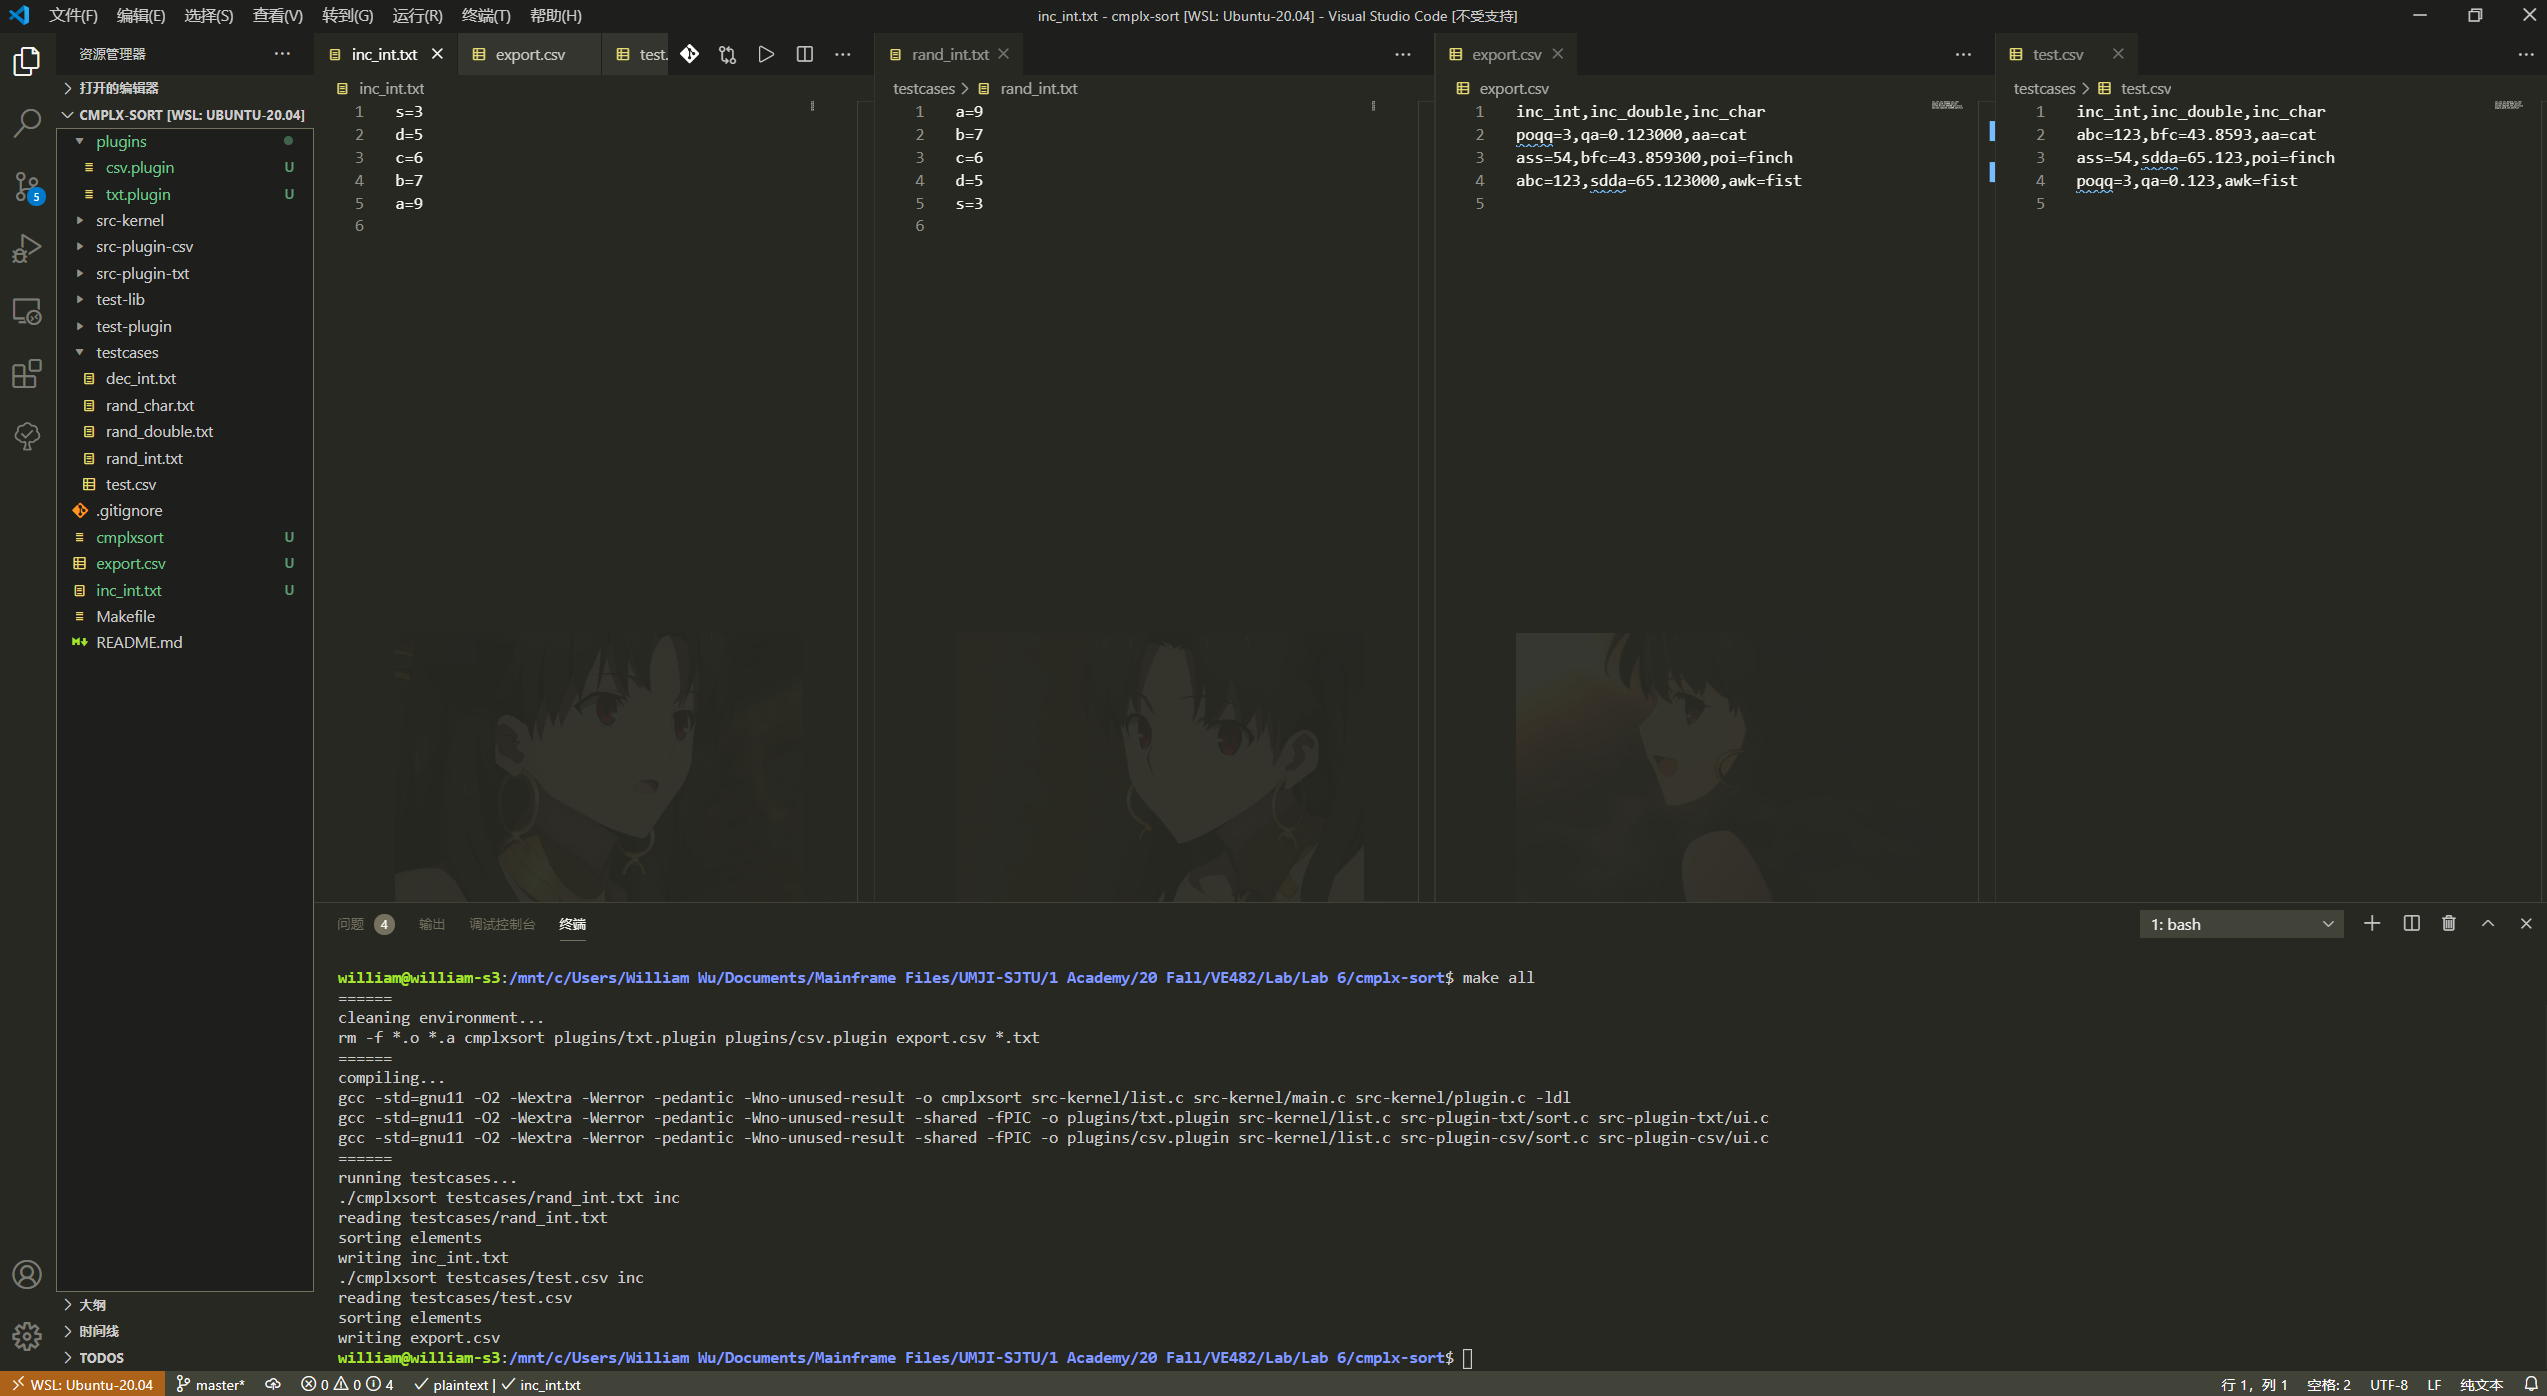 文件(F) 编辑(E) 选择(S) 查看(V) 转到(G) 运行(R) 终端(T) 帮助(H) inc_int.txt - cmplx-sort [WSL: Ubuntu-20.04] - Visual Studio Code [不受支持]
资源管理器
打开的编辑器
CMPLX-SORT [WSL: UBUNTU-20.04]
plugins
csv.plugin U
txt.plugin U
src-kernel
src-plugin-csv
src-plugin-txt
test-lib
test-plugin
testcases
dec_int.txt
rand_char.txt
rand_double.txt
rand_int.txt
test.csv
.gitignore
cmplxsort U
export.csv U
inc_int.txt U
Makefile
README.md
大纲
时间线
TODOS
5
inc_int.txt export.csv test.
inc_int.txt
1 s=3
2 d=5
3 c=6
4 b=7
5 a=9
6
rand_int.txt
testcases > rand_int.txt
1 a=9
2 b=7
3 c=6
4 d=5
5 s=3
6
export.csv
export.csv
1 inc_int,inc_double,inc_char
2 poqq=3,qa=0.123000,aa=cat
3 ass=54,bfc=43.859300,poi=finch
4 abc=123,sdda=65.123000,awk=fist
5
test.csv
testcases > test.csv
1 inc_int,inc_double,inc_char
2 abc=123,bfc=43.8593,aa=cat
3 ass=54,sdda=65.123,poi=finch
4 poqq=3,qa=0.123,awk=fist
5
问题 4 输出 调试控制台 终端 1: bash
william@william-s3:/mnt/c/Users/William Wu/Documents/Mainframe Files/UMJI-SJTU/1 Academy/20 Fall/VE482/Lab/Lab 6/cmplx-sort$ make all
======
cleaning environment...
rm -f *.o *.a cmplxsort plugins/txt.plugin plugins/csv.plugin export.csv *.txt
======
compiling...
gcc -std=gnu11 -O2 -Wextra -Werror -pedantic -Wno-unused-result -o cmplxsort src-kernel/list.c src-kernel/main.c src-kernel/plugin.c -ldl
gcc -std=gnu11 -O2 -Wextra -Werror -pedantic -Wno-unused-result -shared -fPIC -o plugins/txt.plugin src-kernel/list.c src-plugin-txt/sort.c src-plugin-txt/ui.c
gcc -std=gnu11 -O2 -Wextra -Werror -pedantic -Wno-unused-result -shared -fPIC -o plugins/csv.plugin src-kernel/list.c src-plugin-csv/sort.c src-plugin-csv/ui.c
======
running testcases...
./cmplxsort testcases/rand_int.txt inc
reading testcases/rand_int.txt
sorting elements
writing inc_int.txt
./cmplxsort testcases/test.csv inc
reading testcases/test.csv
sorting elements
writing export.csv
william@william-s3:/mnt/c/Users/William Wu/Documents/Mainframe Files/UMJI-SJTU/1 Academy/20 Fall/VE482/Lab/Lab 6/cmplx-sort$
WSL: Ubuntu-20.04 master* 0 0 4 plaintext | inc_int.txt 行 1，列 1 空格: 2 UTF-8 LF 纯文本